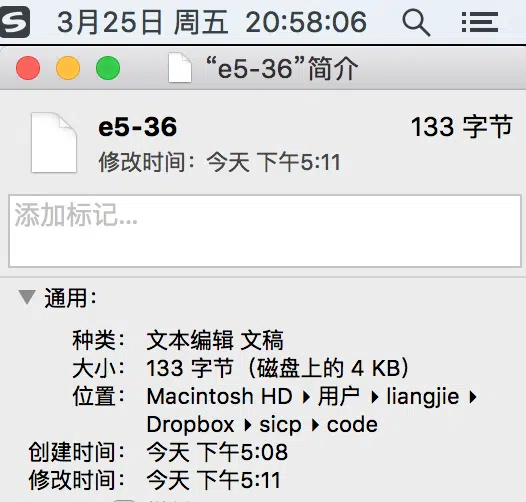 S 3月25日 周五 20:58:06
“e5-36”简介
e5-36 133 字节
修改时间：今天 下午5:11
添加标记...
通用：
种类： 文本编辑 文稿
大小： 133 字节（磁盘上的 4 KB）
位置： Macintosh HD ▸ 用户 ▸ liangjie ▸
Dropbox ▸ sicp ▸ code
创建时间： 今天 下午5:08
修改时间： 今天 下午5:11